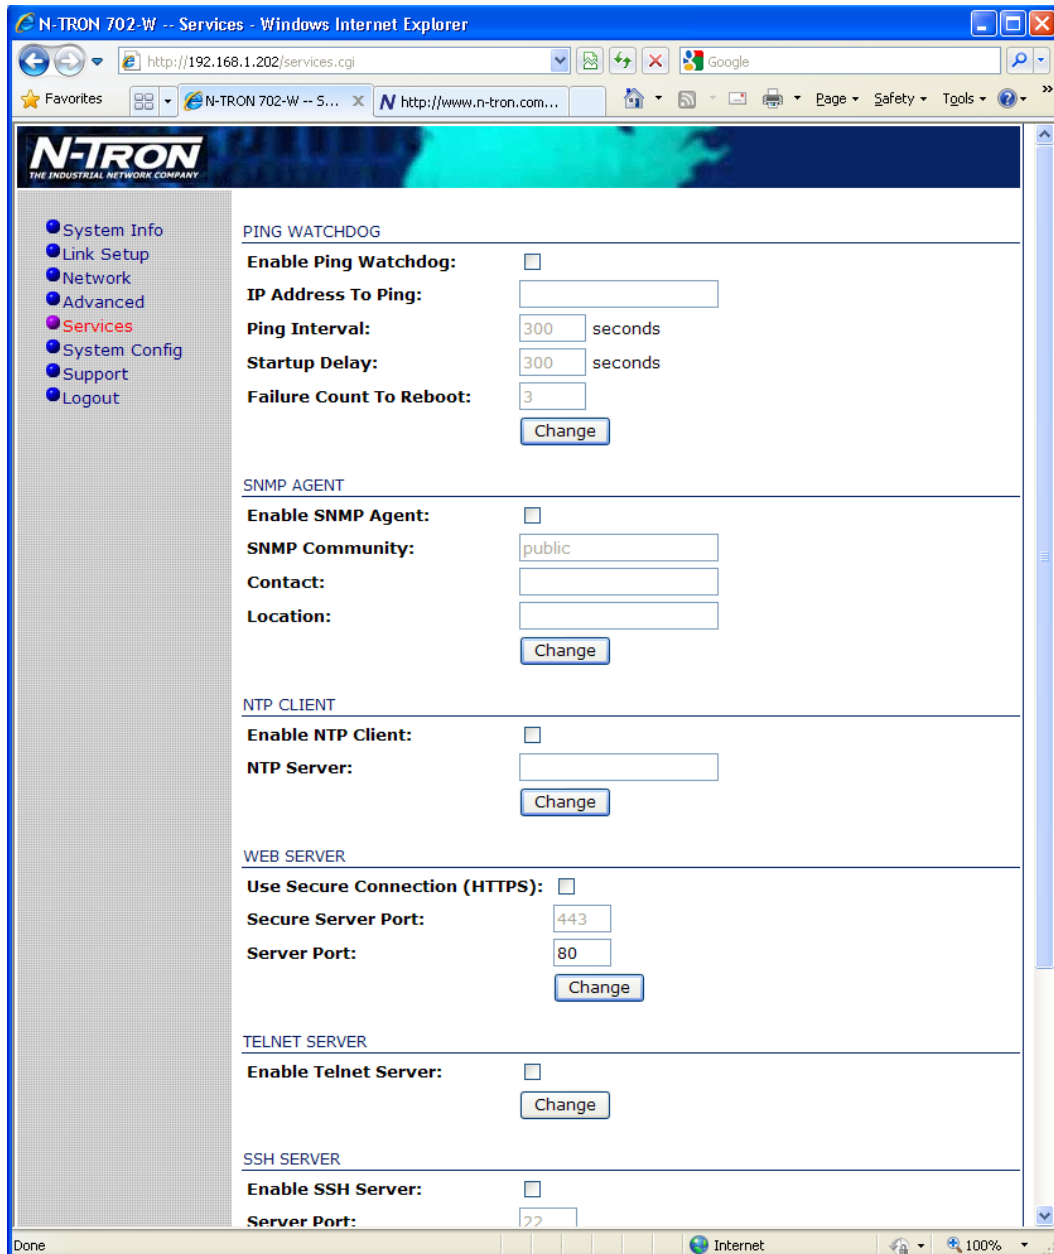 N-TRON 702-W -- Services - Windows Internet Explorer
http://192.168.1.202/services.cgi
Google
Favorites
N-TRON 702-W -- S...
http://www.n-tron.com...
Page
Safety
Tools
»
N-TRON
THE INDUSTRIAL NETWORK COMPANY
System Info
Link Setup
Network
Advanced
Services
System Config
Support
Logout
PING WATCHDOG
Enable Ping Watchdog:
IP Address To Ping:
Ping Interval: 300 seconds
Startup Delay: 300 seconds
Failure Count To Reboot: 3
Change
SNMP AGENT
Enable SNMP Agent:
SNMP Community: public
Contact:
Location:
Change
NTP CLIENT
Enable NTP Client:
NTP Server:
Change
WEB SERVER
Use Secure Connection (HTTPS):
Secure Server Port: 443
Server Port: 80
Change
TELNET SERVER
Enable Telnet Server:
Change
SSH SERVER
Enable SSH Server:
Server Port: 22
Done
Internet
100%